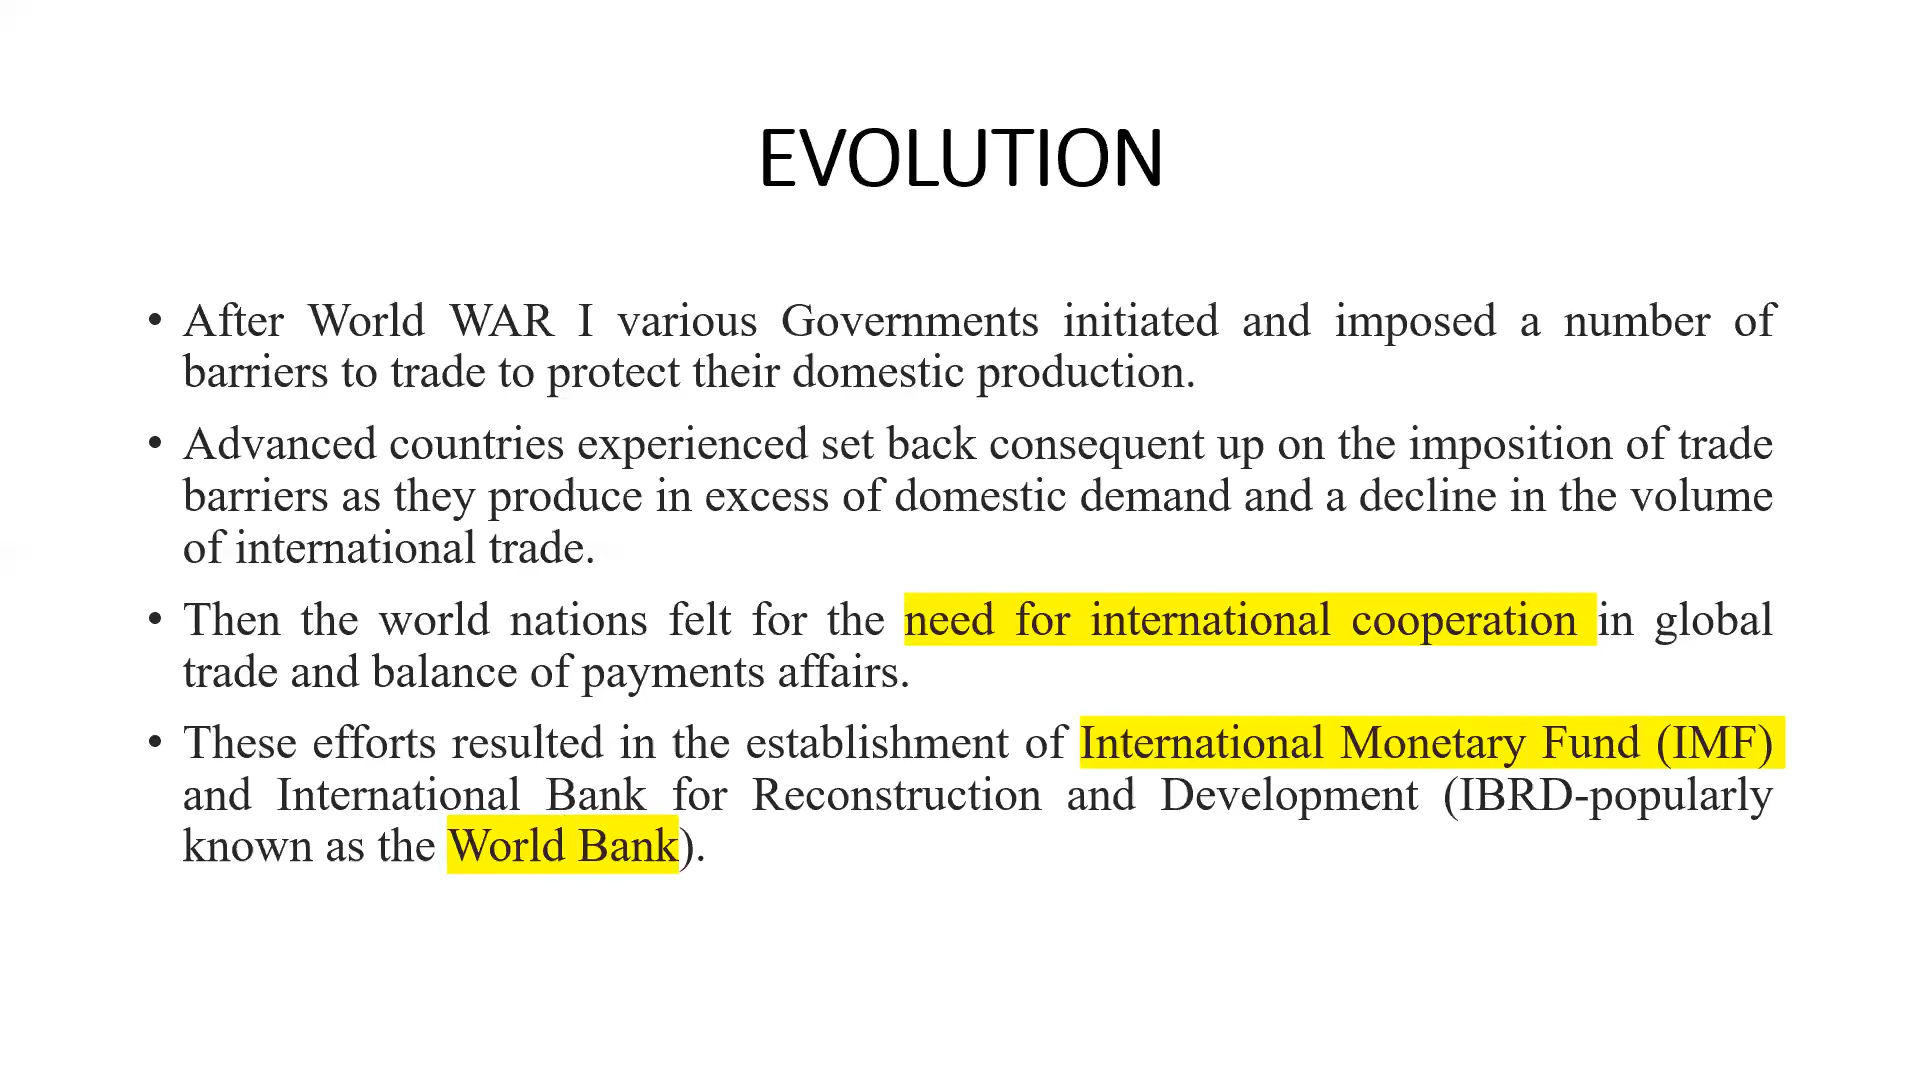 EVOLUTION
• After World WAR I various Governments initiated and imposed a number of
barriers to trade to protect their domestic production.
• Advanced countries experienced set back consequent up on the imposition of trade
barriers as they produce in excess of domestic demand and a decline in the volume
of international trade.
• Then the world nations felt for the need for international cooperation in global
trade and balance of payments affairs.
• These efforts resulted in the establishment of International Monetary Fund (IMF)
and International Bank for Reconstruction and Development (IBRD-popularly
known as the World Bank).